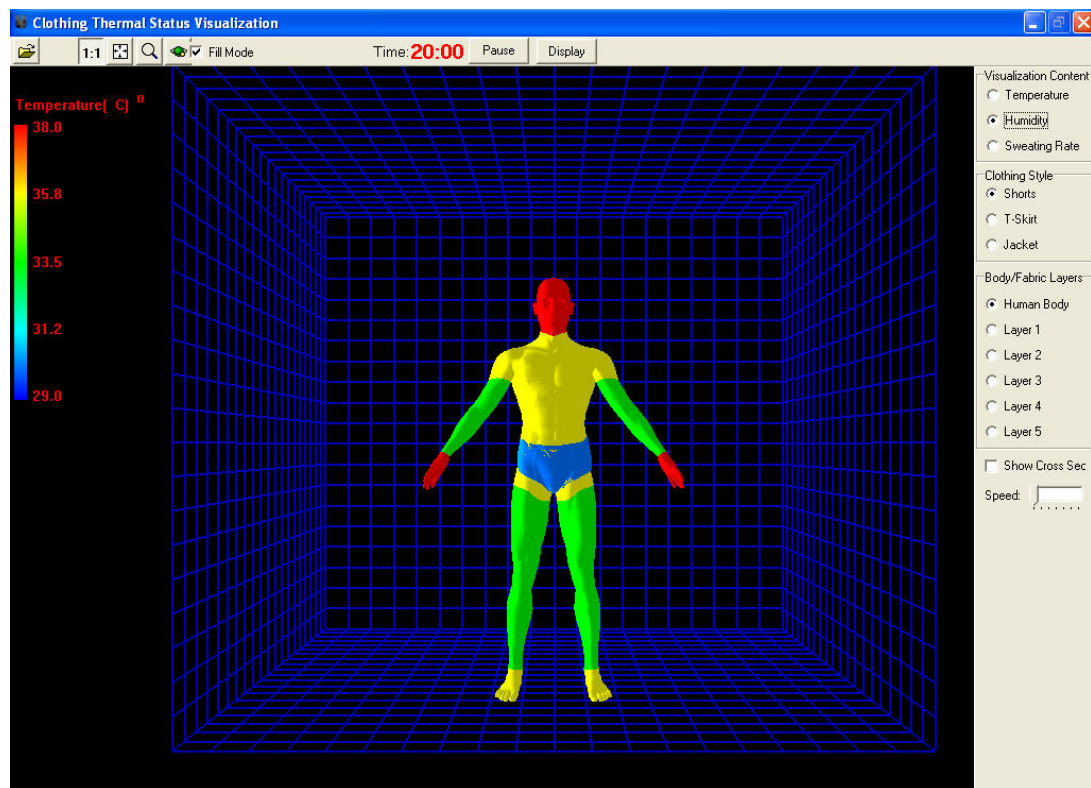 Clothing Thermal Status Visualization
1:1 Fill Mode Time: 20:00 Pause Display
Temperature( C) o
38.0
35.8
33.5
31.2
29.0
Visualization Content
Temperature
Humidity
Sweating Rate
Clothing Style
Shorts
T-Skirt
Jacket
Body/Fabric Layers
Human Body
Layer 1
Layer 2
Layer 3
Layer 4
Layer 5
Show Cross Sec
Speed: